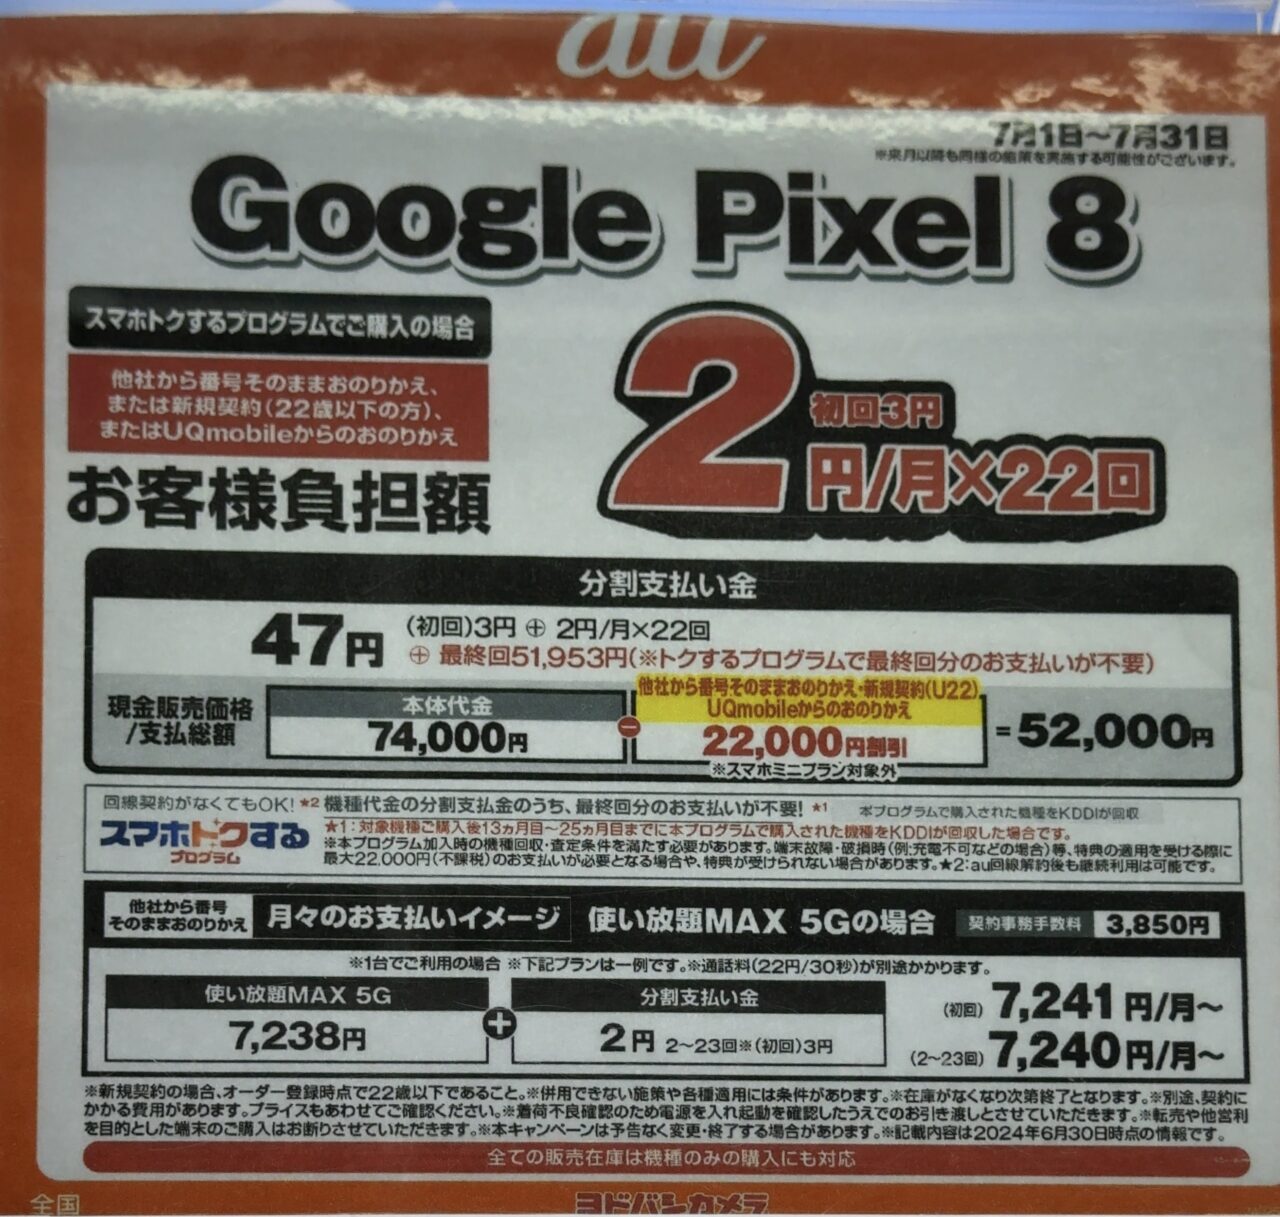 au
7月1日~7月31日
※来月以降も同様の施策を実施する可能性がございます。
Google Pixel 8
スマホトクするプログラムでご購入の場合
他社から番号そのままおのりかえ、
または新規契約(22歳以下の方)、
またはUQmobileからのおのりかえ
お客様負担額
初回3円
2円/月×22回
分割支払い金
47円 (初回)3円 ⊕ 2円/月×22回
⊕ 最終回51,953円(※トクするプログラムで最終回分のお支払いが不要)
現金販売価格
/支払総額
本体代金
74,000円
−
他社から番号そのままおのりかえ・新規契約(U22)
UQmobileからのおのりかえ
22,000円割引
※スマホミニプラン対象外
=52,000円
回線契約がなくてもOK!★2 機種代金の分割支払金のうち、最終回分のお支払いが不要!★1 本プログラムで購入された機種をKDDIが回収
スマホトクする
プログラム
★1:対象機種ご購入後13ヵ月目~25ヵ月目までに本プログラムで購入された機種をKDDIが回収した場合です。
※本プログラム加入時の機種回収・査定条件を満たす必要があります。端末故障・破損時(例:充電不可などの場合)等、特典の適用を受ける際に
最大22,000円(不課税)のお支払いが必要となる場合や、特典が受けられない場合があります。★2:au回線解約後も継続利用は可能です。
他社から番号
そのままおのりかえ
月々のお支払いイメージ 使い放題MAX 5Gの場合 契約事務手数料 3,850円
※1台でご利用の場合 ※下記プランは一例です。※通話料(22円/30秒)が別途かかります。
使い放題MAX 5G
7,238円
+
分割支払い金
2円 2~23回※(初回)3円
(初回) 7,241円/月~
(2~23回) 7,240円/月~
※新規契約の場合、オーダー登録時点で22歳以下であること。※併用できない施策や各種適用には条件があります。※在庫がなくなり次第終了となります。※別途、契約に
かかる費用があります。プライスもあわせてご確認ください。※着荷不良確認のため電源を入れ起動を確認したうえでのお引き渡しとさせていただきます。※転売や他営利
を目的とした端末のご購入はお断りさせていただきます。※本キャンペーンは予告なく変更・終了する場合があります。※記載内容は2024年6月30日時点の情報です。
全ての販売在庫は機種のみの購入にも対応
全国
ヨドバシカメラ